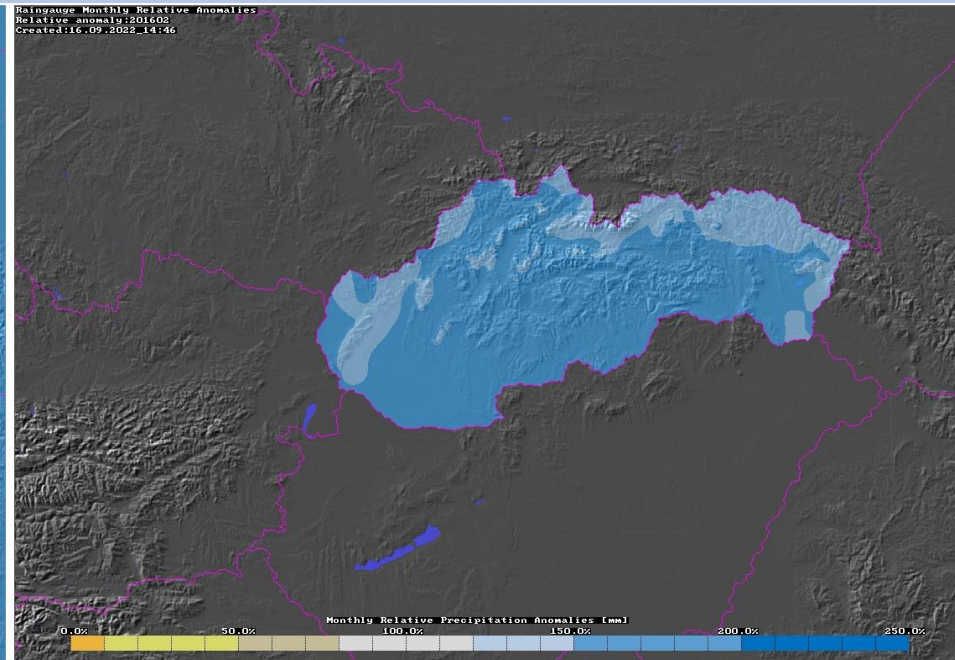 Raingauge Monthly Relative Anomalies
Relative anomaly:201602
Created:16.09.2022_14:46
Monthly Relative Precipitation Anomalies [mm]
0.0% 50.0% 100.0% 150.0% 200.0% 250.0%